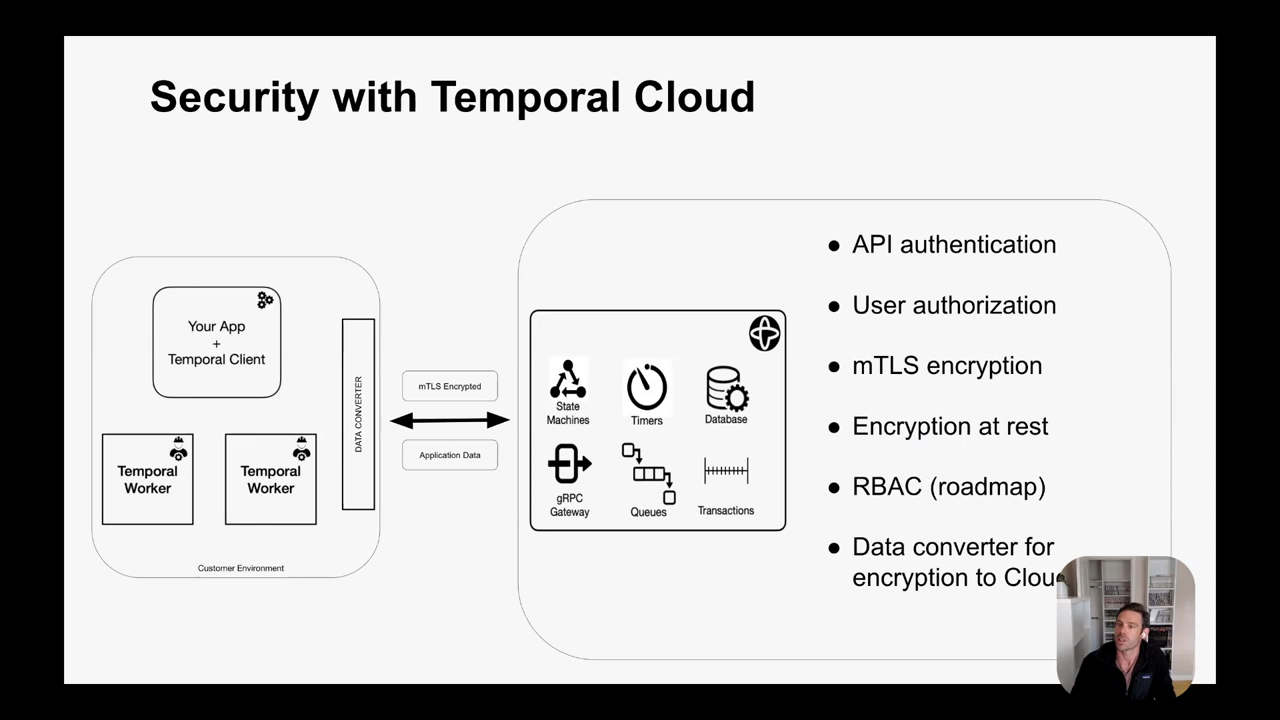 Security with Temporal Cloud
Your App
+
Temporal Client
Temporal
Worker
Temporal
Worker
DATA CONVERTER
Customer Environment
mTLS Encrypted
Application Data
State
Machines
Timers
Database
gRPC
Gateway
Queues
Transactions
● API authentication
● User authorization
● mTLS encryption
● Encryption at rest
● RBAC (roadmap)
● Data converter for
encryption to